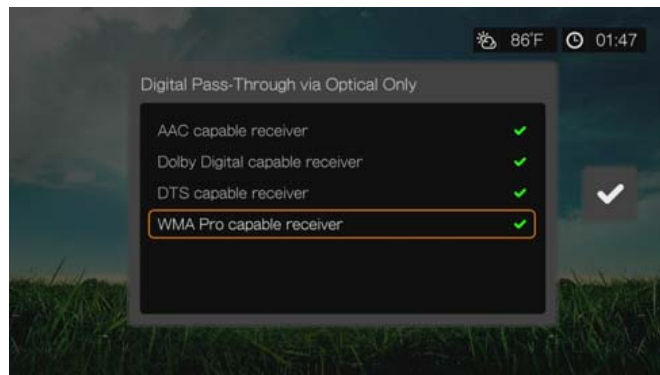 86°F 01:47
Digital Pass-Through via Optical Only
AAC capable receiver
Dolby Digital capable receiver
DTS capable receiver
WMA Pro capable receiver